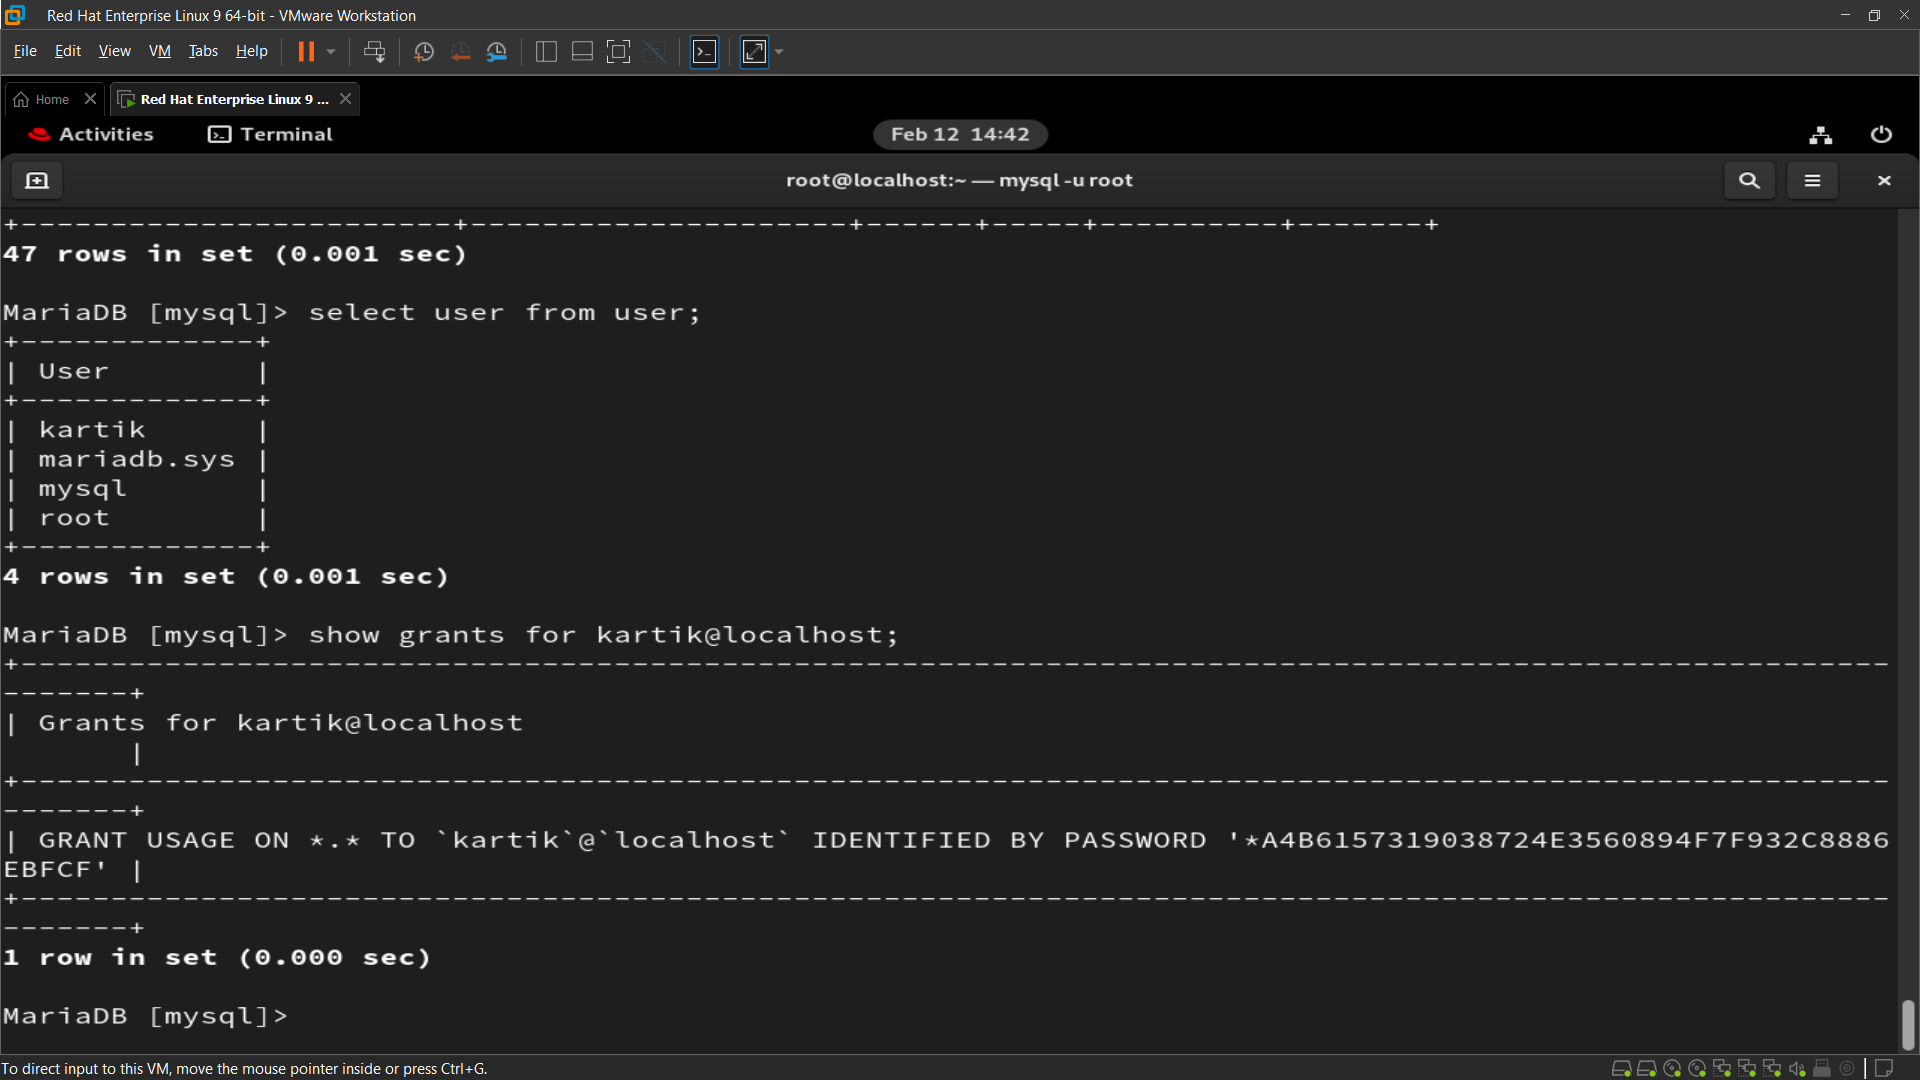 Red Hat Enterprise Linux 9 64-bit - VMware Workstation
File Edit View VM Tabs Help
Home Red Hat Enterprise Linux 9 ...
Activities Terminal Feb 12 14:42
root@localhost:~ — mysql -u root
+------------------------+---------------------+------+-----+----------+-------+
47 rows in set (0.001 sec)
MariaDB [mysql]> select user from user;
+-------------+
| User        |
+-------------+
| kartik      |
| mariadb.sys |
| mysql       |
| root        |
+-------------+
4 rows in set (0.001 sec)
MariaDB [mysql]> show grants for kartik@localhost;
+--------------------------------------------------------------------------------------------------------
-------+
| Grants for kartik@localhost
       |
+--------------------------------------------------------------------------------------------------------
-------+
| GRANT USAGE ON *.* TO `kartik`@`localhost` IDENTIFIED BY PASSWORD '*A4B6157319038724E3560894F7F932C8886
EBFCF' |
+--------------------------------------------------------------------------------------------------------
-------+
1 row in set (0.000 sec)
MariaDB [mysql]>
To direct input to this VM, move the mouse pointer inside or press Ctrl+G.